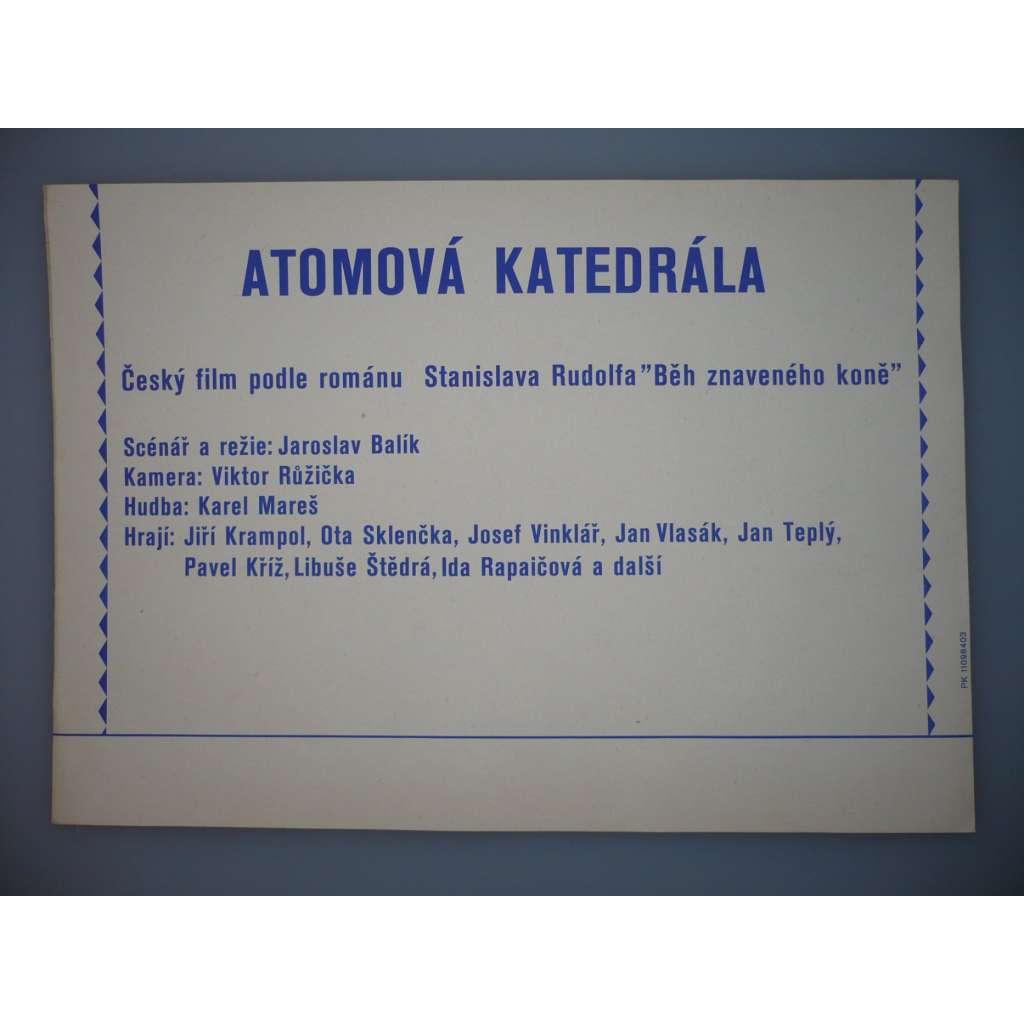 ATOMOVÁ KATEDRÁLA
Český film podle románu Stanislava Rudolfa "Běh znaveného koně"
Scénář a režie: Jaroslav Balík
Kamera: Viktor Růžička
Hudba: Karel Mareš
Hrají: Jiří Krampol, Ota Sklenčka, Josef Vinklář, Jan Vlasák, Jan Teplý,
Pavel Kříž, Libuše Štědrá, Ida Rapaičová a další
PK 11098403